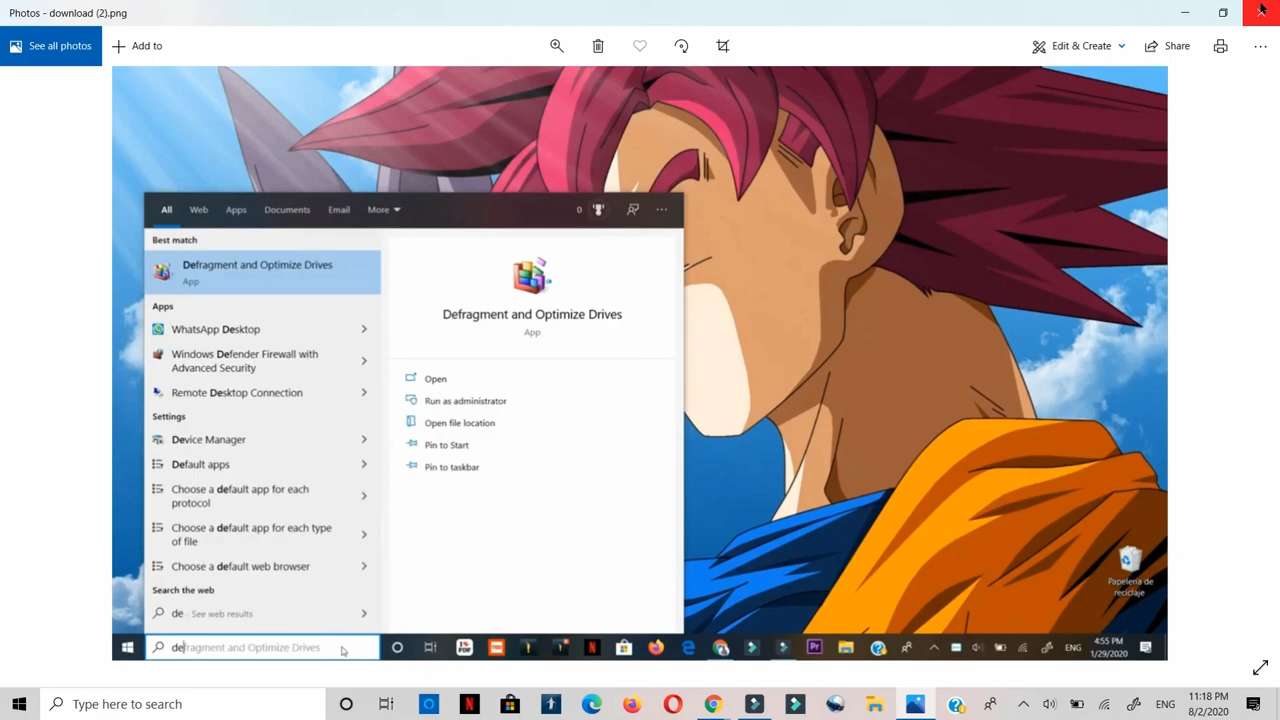 Photos - download (2).png
See all photos
Add to
Edit & Create
Share
All Web Apps Documents Email More 0
Best match
Defragment and Optimize Drives
App
Apps
WhatsApp Desktop
Windows Defender Firewall with
Advanced Security
Remote Desktop Connection
Settings
Device Manager
Default apps
Choose a default app for each
protocol
Choose a default app for each type
of file
Choose a default web browser
Search the web
de - See web results
defragment and Optimize Drives
Defragment and Optimize Drives
App
Open
Run as administrator
Open file location
Pin to Start
Pin to taskbar
Papelería de
reciclaje
PDF
ENG
4:55 PM
1/29/2020
Pr
N
Type here to search
N
ENG
11:18 PM
8/2/2020